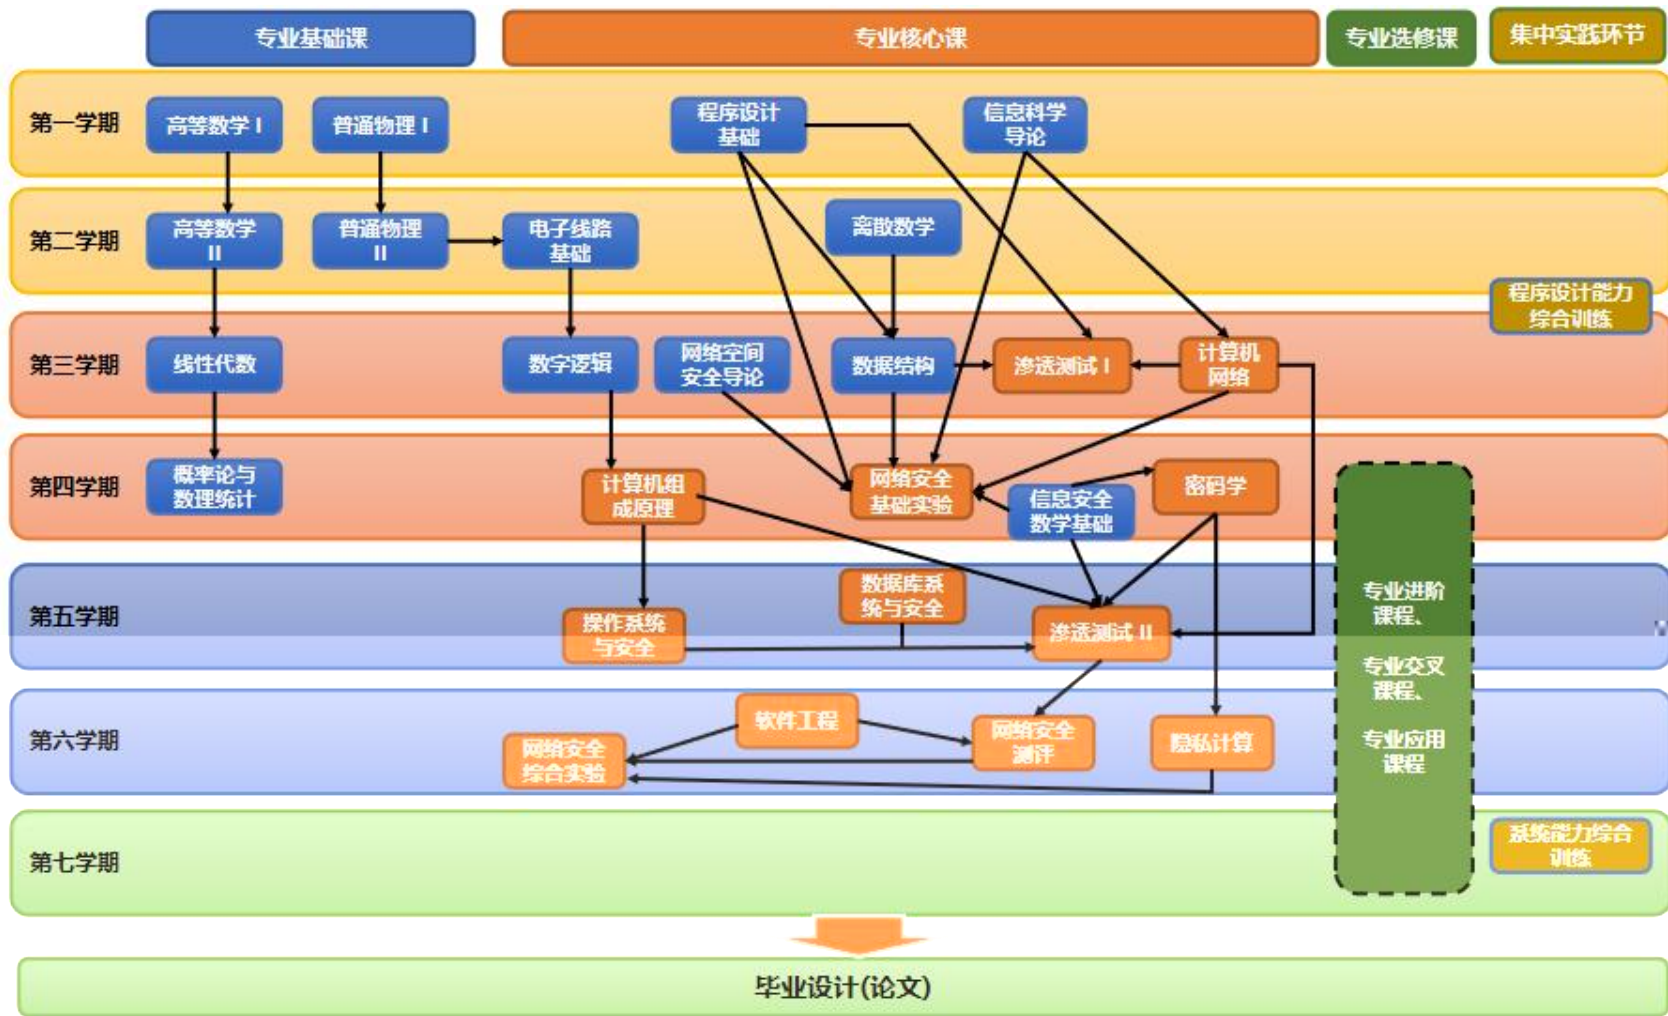 专业基础课
专业核心课
专业选修课
集中实践环节
第一学期
高等数学 I
普通物理 I
程序设计
基础
信息科学
导论
第二学期
高等数学
II
普通物理
II
电子线路
基础
离散数学
程序设计能力
综合训练
第三学期
线性代数
数字逻辑
网络空间
安全导论
数据结构
渗透测试 I
计算机
网络
第四学期
概率论与
数理统计
计算机组
成原理
网络安全
基础实验
信息安全
数学基础
密码学
第五学期
操作系统
与安全
数据库系
统与安全
渗透测试 II
专业进阶
课程、
专业交叉
课程、
专业应用
课程
第六学期
网络安全
综合实验
软件工程
网络安全
测评
隐私计算
第七学期
系统能力综合
训练
毕业设计(论文)